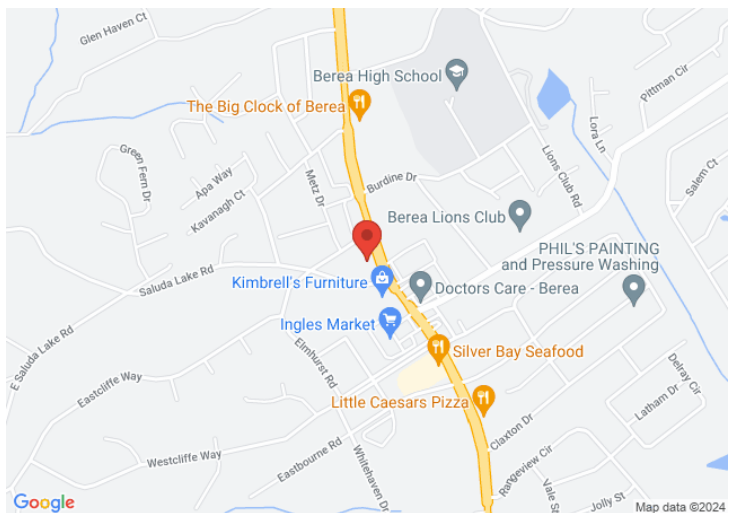 Glen Haven Ct
Berea High School
Pittman Cir
The Big Clock of Berea
Lora Ln
Green Fern Dr
Lions Club Rd
Salem Ct
Apa Way
Metz Dr
Burdine Dr
Kavanagh Ct
Berea Lions Club
PHIL'S PAINTING
and Pressure Washing
Saluda Lake Rd
Kimbrell's Furniture
Doctors Care - Berea
Ingles Market
E Saluda Lake Rd
Elmhurst Rd
Silver Bay Seafood
Delray Cir
Eastcliffe Way
Little Caesars Pizza
Latham Dr
Claxton Dr
Westcliffe Way
Eastbourne Rd
Rangeview Cir
Whitehaven Dr
Vale St
Jolly St
Google
Map data ©2024